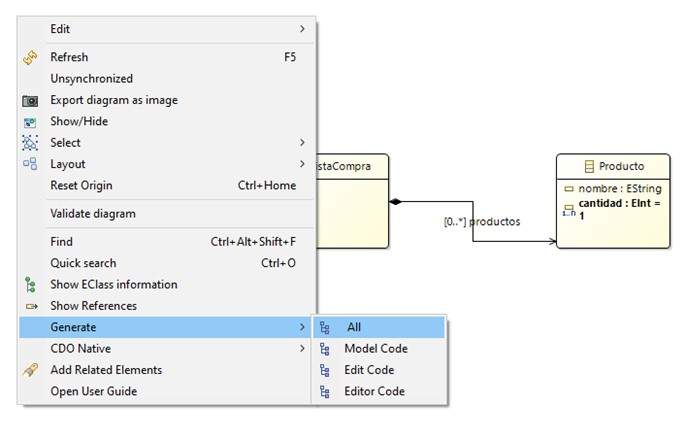 Edit
Refresh F5
Unsynchronized
Export diagram as image
Show/Hide
Select
Layout
Reset Origin Ctrl+Home
Validate diagram
Find Ctrl+Alt+Shift+F
Quick search Ctrl+O
Show EClass information
Show References
Generate
CDO Native
Add Related Elements
Open User Guide
All
Model Code
Edit Code
Editor Code
istaCompra
[0..*] productos
Producto
nombre : EString
cantidad : EInt =
1..n 1